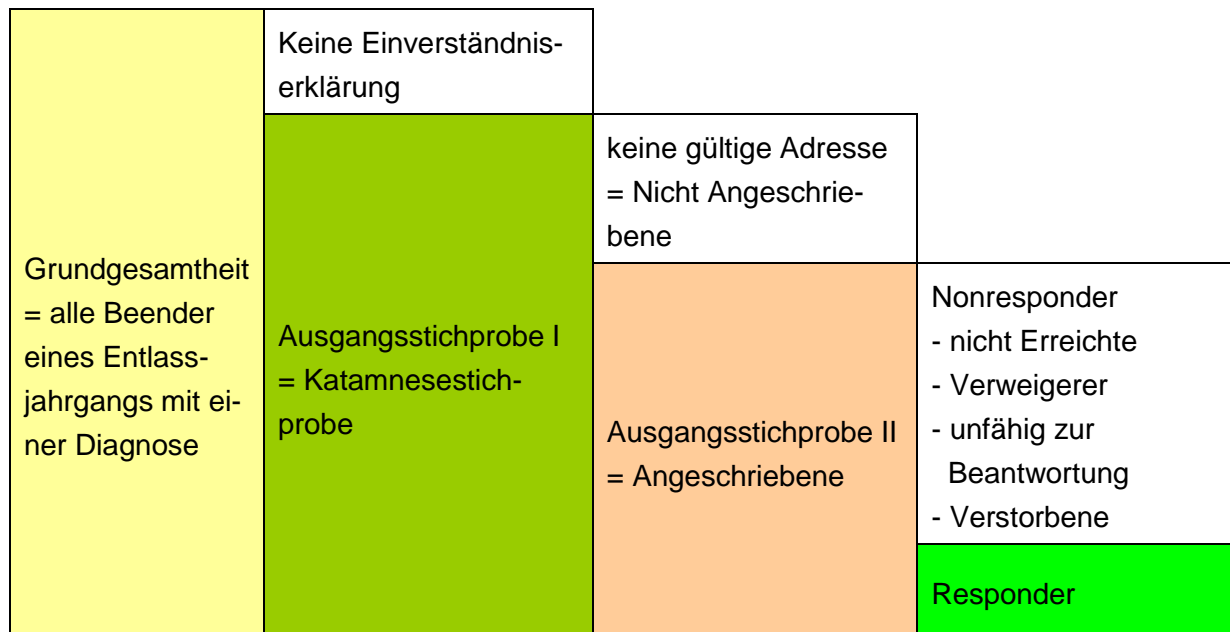 Grundgesamtheit
= alle Beender
eines Entlass-
jahrgangs mit ei-
ner Diagnose
Keine Einverständnis-
erklärung
Ausgangsstichprobe I
= Katamnesestich-
probe
keine gültige Adresse
= Nicht Angeschrie-
bene
Ausgangsstichprobe II
= Angeschriebene
Nonresponder
- nicht Erreichte
- Verweigerer
- unfähig zur
Beantwortung
- Verstorbene
Responder